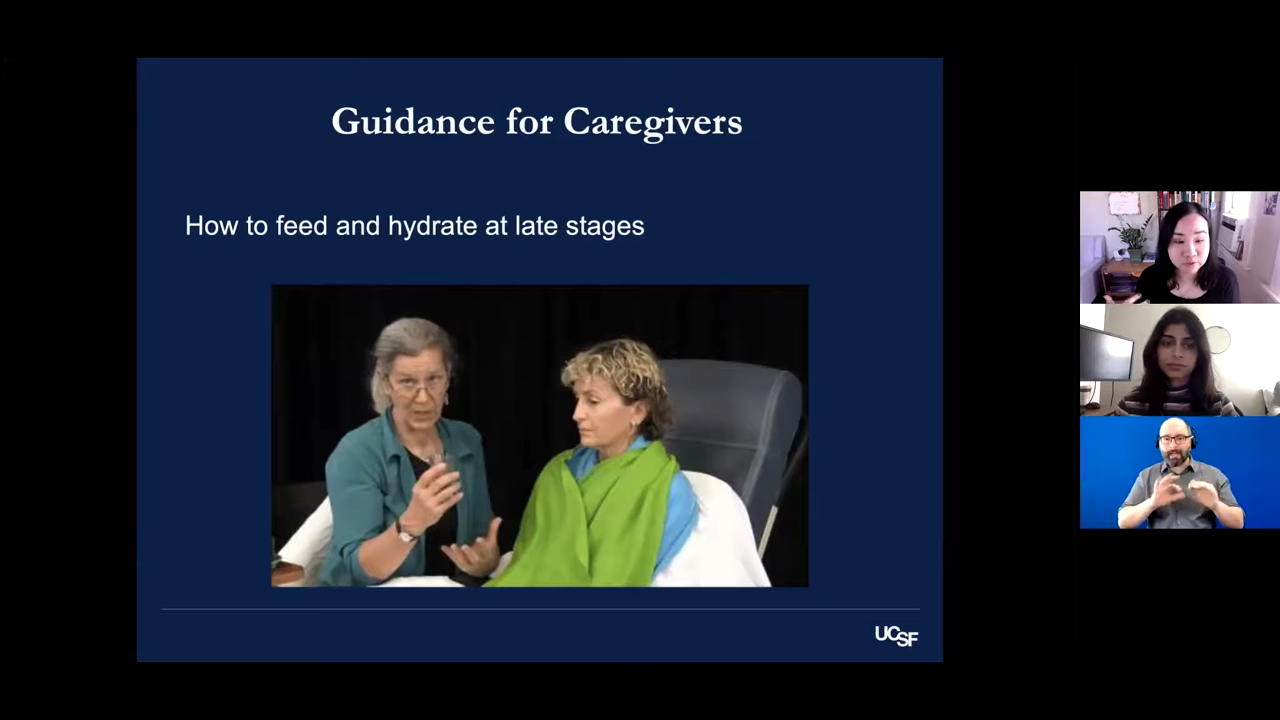 Guidance for Caregivers
How to feed and hydrate at late stages
UCSF